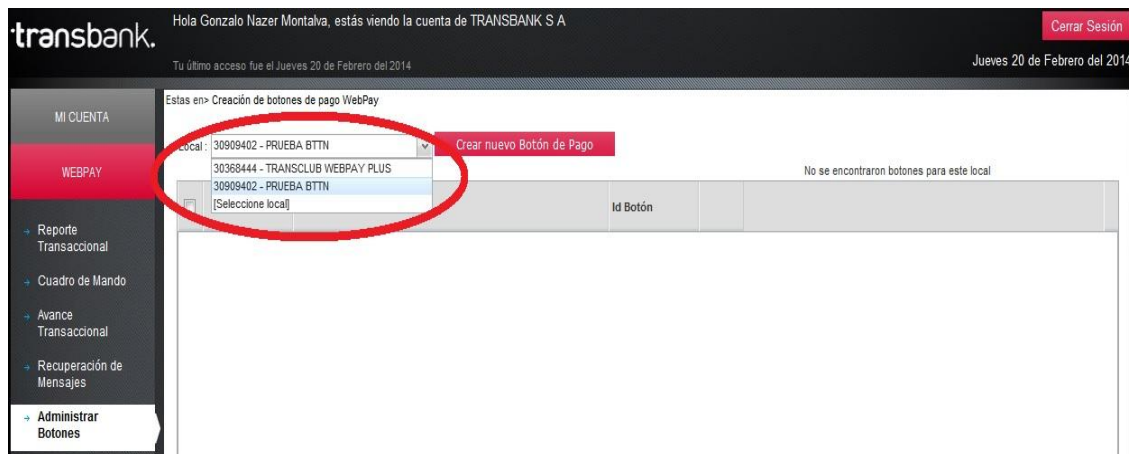 transbank.
Hola Gonzalo Nazer Montalva, estás viendo la cuenta de TRANSBANK S A
Cerrar Sesión
Tu último acceso fue el Jueves 20 de Febrero del 2014
Jueves 20 de Febrero del 2014
MI CUENTA
WEBPAY
Reporte
Transaccional
Cuadro de Mando
Avance
Transaccional
Recuperación de
Mensajes
Administrar
Botones
Estas en> Creación de botones de pago WebPay
Local : 30909402 - PRUEBA BTTN
Crear nuevo Botón de Pago
30368444 - TRANSCLUB WEBPAY PLUS
30909402 - PRUEBA BTTN
[Seleccione local]
No se encontraron botones para este local
Id Botón